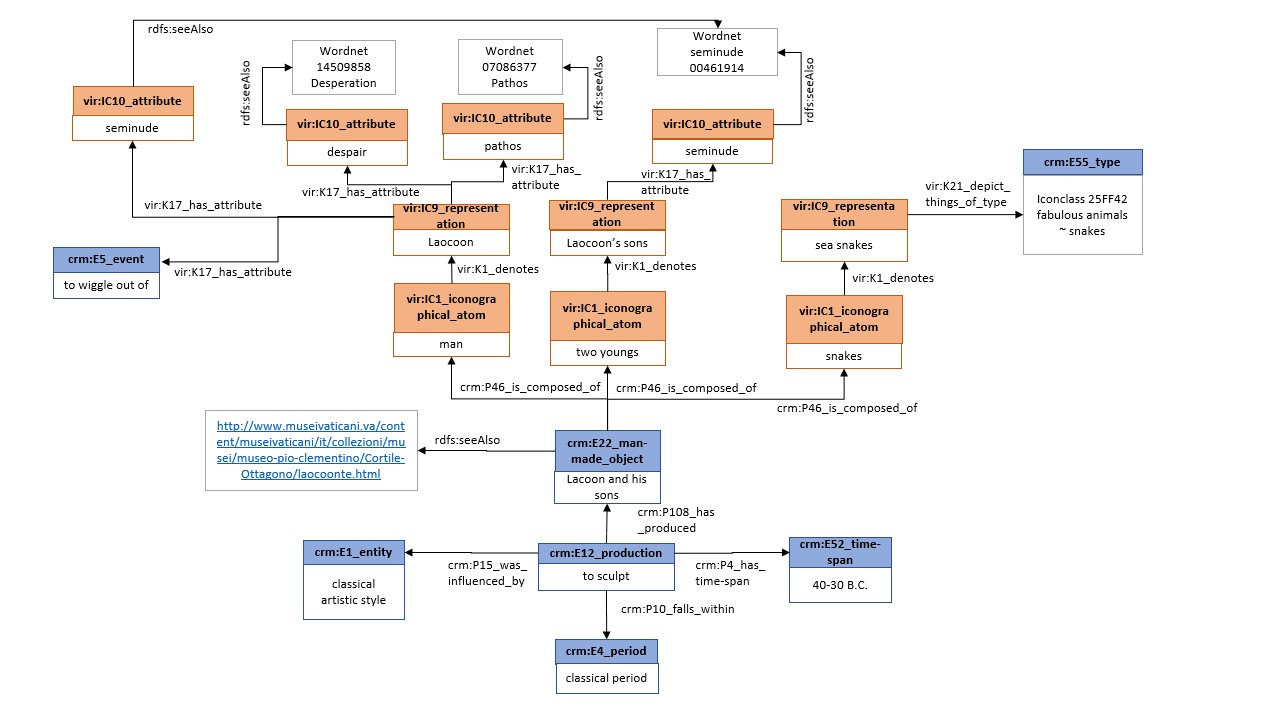 rdfs:seeAlso
Wordnet
seminude
00461914
Wordnet
14509858
Desperation
Wordnet
07086377
Pathos
rdfs:seeAlso
rdfs:seeAlso
rdfs:seeAlso
vir:IC10_attribute
seminude
vir:IC10_attribute
despair
vir:IC10_attribute
pathos
vir:IC10_attribute
seminude
crm:E55_type
Iconclass 25FF42
fabulous animals
~ snakes
vir:K17_has_attribute
vir:K17_has_attribute
vir:K17_has_
attribute
vir:K17_has_
attribute
vir:K21_depict_
things_of_type
vir:IC9_represent
ation
Laocoon
vir:IC9_represent
ation
Laocoon's sons
vir:IC9_representa
tion
sea snakes
crm:E5_event
to wiggle out of
vir:K17_has_attribute
vir:K1_denotes
vir:K1_denotes
vir:K1_denotes
vir:IC1_iconogra
phical_atom
man
vir:IC1_iconogra
phical_atom
two youngs
vir:IC1_iconogra
phical_atom
snakes
crm:P46_is_composed_of
crm:P46_is_composed_of
crm:P46_is_composed_of
http://www.museivaticani.va/cont
ent/museivaticani/it/collezioni/mu
sei/museo-pio-clementino/Cortile-
Ottagono/laocoonte.html
rdfs:seeAlso
crm:E22_man-
made_object
Lacoon and his
sons
crm:P108_has
_produced
crm:E1_entity
classical
artistic style
crm:P15_was_
influenced_by
crm:E12_production
to sculpt
crm:P4_has_
time-span
crm:E52_time-
span
40-30 B.C.
crm:P10_falls_within
crm:E4_period
classical period